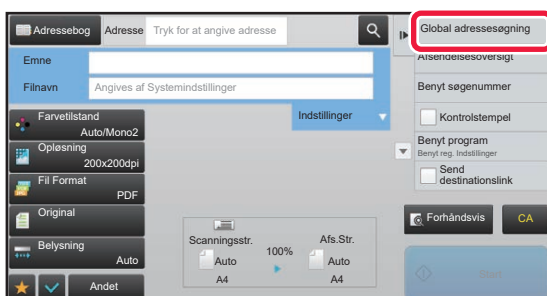 Adressebog
Adresse
Tryk for at angive adresse
Emne
Filnavn
Angives af Systemindstillinger
Indstillinger
Farvetilstand
Auto/Mono2
Opløsning
200x200dpi
Fil Format
PDF
Original
Belysning
Auto
Andet
Scanningsstr.
Auto
A4
100%
Afs.Str.
Auto
A4
Global adressesøgning
Afsendelsesoversigt
Benyt søgenummer
Kontrolstempel
Benyt program
Benyt reg. Indstillinger
Send
destinationslink
Forhåndsvis
CA
Start